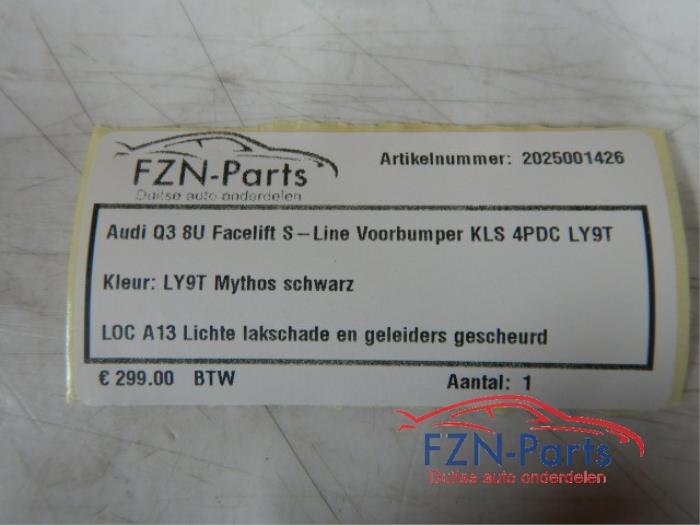 FZN-Parts
Duitse auto onderdelen
Artikelnummer: 2025001426
Audi Q3 8U Facelift S-Line Voorbumper KLS 4PDC LY9T
Kleur: LY9T Mythos schwarz
LOC A13 Lichte lakschade en geleiders gescheurd
€ 299.00 BTW
Aantal: 1
FZN-Parts
Duitse auto onderdelen